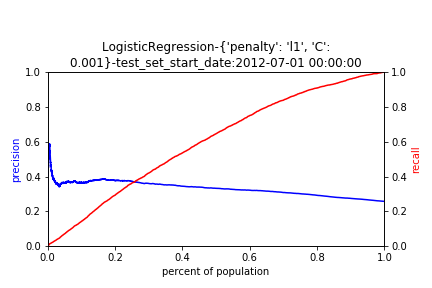 LogisticRegression-{'penalty': 'l1', 'C':
0.001}-test_set_start_date:2012-07-01 00:00:00
1.0
0.8
0.6
0.4
0.2
0.0
precision
1.0
0.8
0.6
0.4
0.2
0.0
recall
0.0 0.2 0.4 0.6 0.8 1.0
percent of population